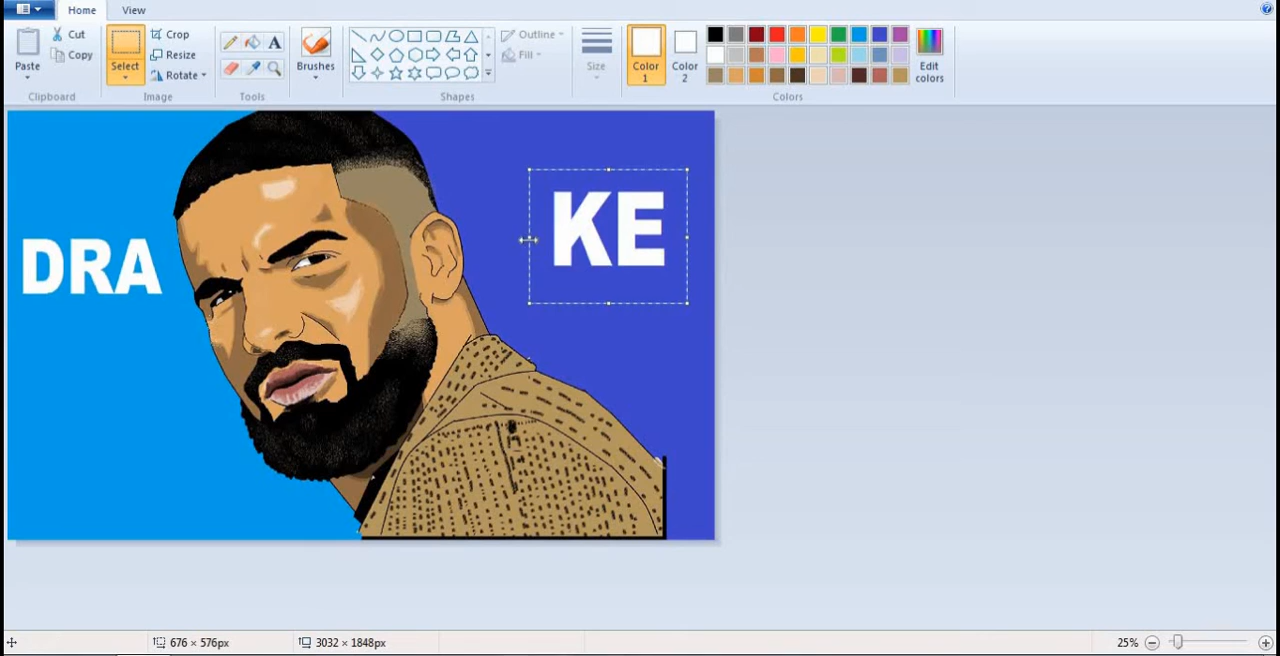 Home
View
Paste
Cut
Copy
Clipboard
Select
Crop
Resize
Rotate
Image
A
Tools
Brushes
Shapes
Outline
Fill
Size
Color 1
Color 2
Edit colors
Colors
DRA
KE
676 × 576px
3032 × 1848px
25%